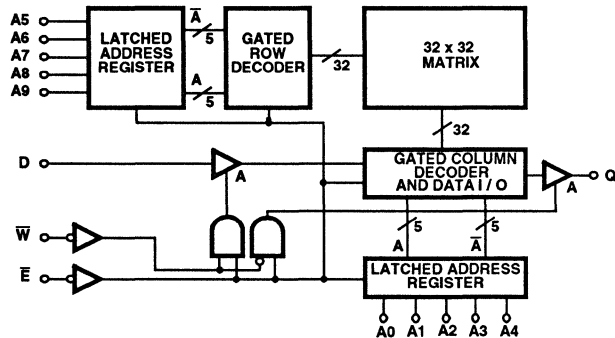 A5
A6
A7
A8
A9
LATCHED
ADDRESS
REGISTER
A̅
5
A
5
GATED
ROW
DECODER
32
32 x 32
MATRIX
32
D
A
GATED COLUMN
DECODER
AND DATA I / O
A
Q
W̅
E̅
5
A
5
A̅
LATCHED ADDRESS
REGISTER
A0 A1 A2 A3 A4